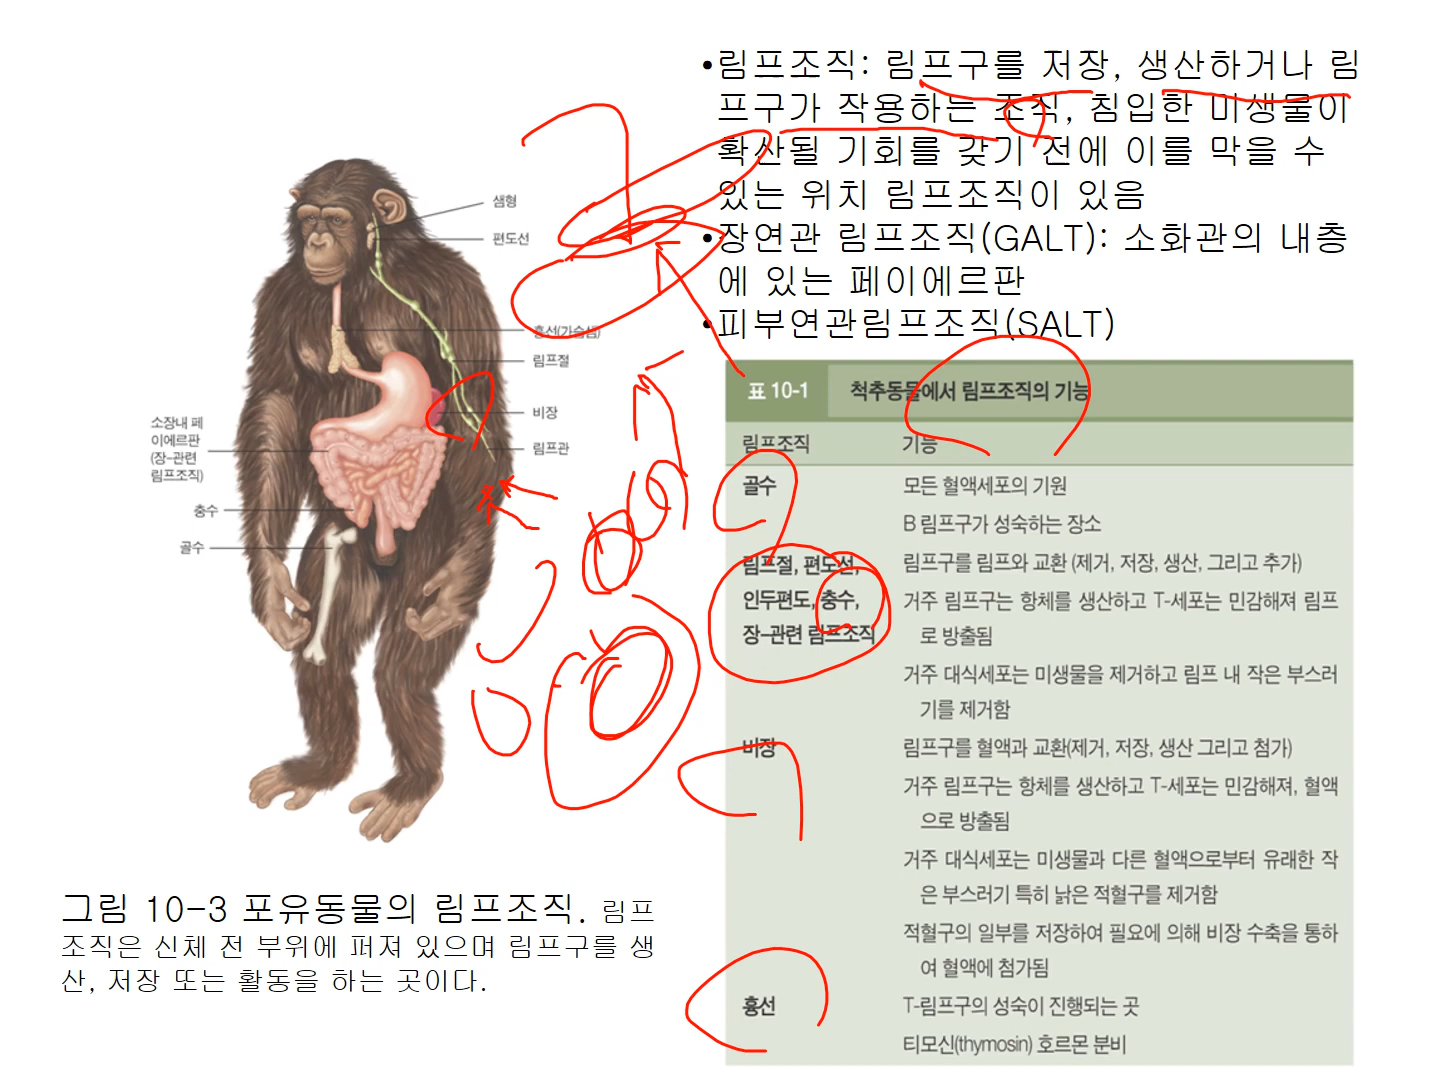 •림프조직: 림프구를 저장, 생산하거나 림
프구가 작용하는 조직, 침입한 미생물이
확산될 기회를 갖기 전에 이를 막을 수
있는 위치 림프조직이 있음
•장연관 림프조직(GALT): 소화관의 내층
에 있는 페이에르판
•피부연관림프조직(SALT)
샘형
편도선
흉선(가슴샘)
림프절
비장
림프관
소장내 페
이에르판
(장-관련
림프조직)
충수
골수
그림 10-3 포유동물의 림프조직. 림프
조직은 신체 전 부위에 퍼져 있으며 림프구를 생
산, 저장 또는 활동을 하는 곳이다.
표 10-1 척추동물에서 림프조직의 기능
림프조직 기능
골수 모든 혈액세포의 기원
B 림프구가 성숙하는 장소
림프절, 편도선, 림프구를 림프와 교환 (제거, 저장, 생산, 그리고 추가)
인두편도, 충수, 거주 림프구는 항체를 생산하고 T-세포는 민감해져 림프
장-관련 림프조직 로 방출됨
거주 대식세포는 미생물을 제거하고 림프 내 작은 부스러
기를 제거함
비장 림프구를 혈액과 교환(제거, 저장, 생산 그리고 첨가)
거주 림프구는 항체를 생산하고 T-세포는 민감해져, 혈액
으로 방출됨
거주 대식세포는 미생물과 다른 혈액으로부터 유래한 작
은 부스러기 특히 낡은 적혈구를 제거함
적혈구의 일부를 저장하여 필요에 의해 비장 수축을 통하
여 혈액에 첨가됨
흉선 T-림프구의 성숙이 진행되는 곳
티모신(thymosin) 호르몬 분비